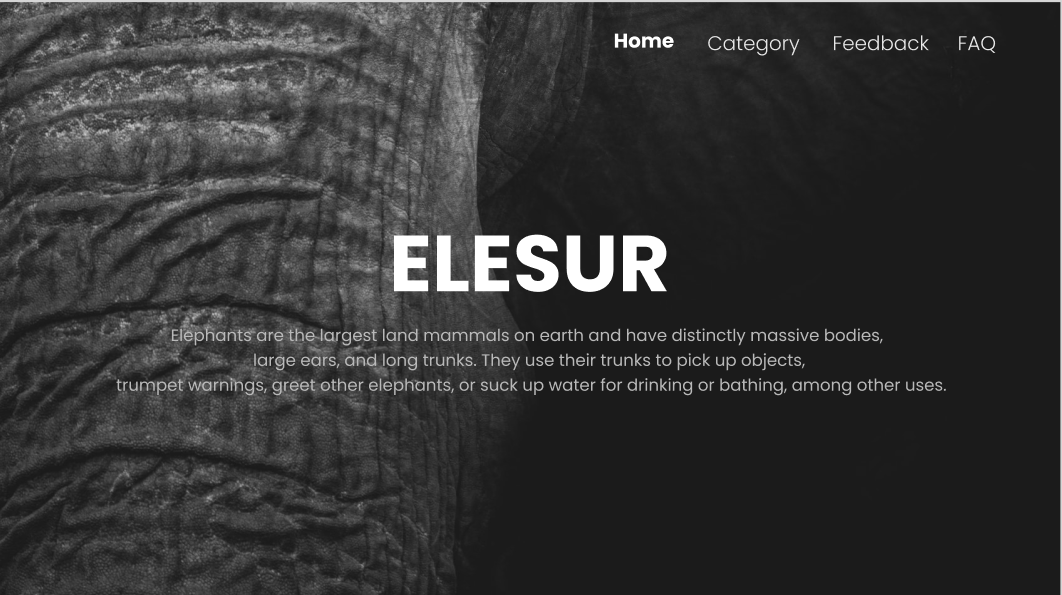 Home Category Feedback FAQ
ELESUR
Elephants are the largest land mammals on earth and have distinctly massive bodies,
large ears, and long trunks. They use their trunks to pick up objects,
trumpet warnings, greet other elephants, or suck up water for drinking or bathing, among other uses.